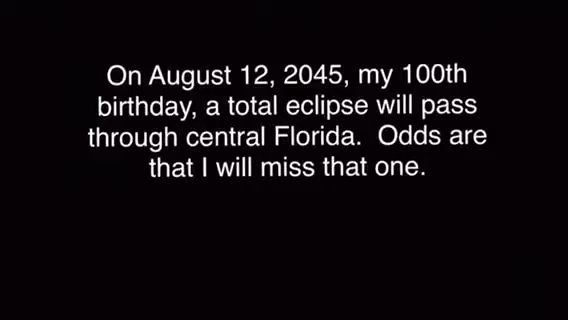 On August 12, 2045, my 100th
birthday, a total eclipse will pass
through central Florida.  Odds are
that I will miss that one.